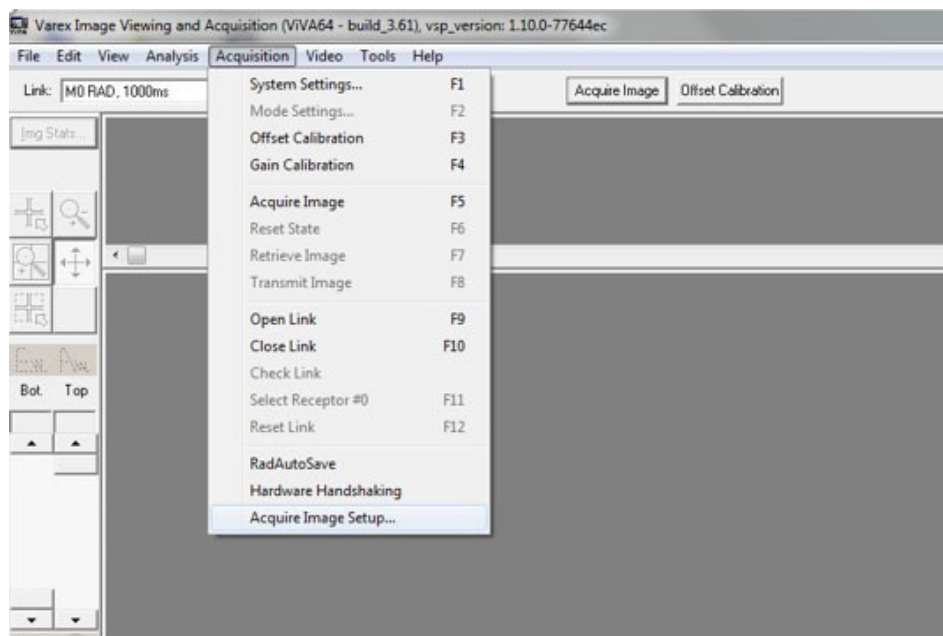 Varex Image Viewing and Acquisition (ViVA64 - build_3.61), vsp_version: 1.10.0-77644ec
File Edit View Analysis Acquisition Video Tools Help
Link: M0 RAD, 1000ms Acquire Image Offset Calibration
Img Stats...
System Settings... F1
Mode Settings... F2
Offset Calibration F3
Gain Calibration F4
Acquire Image F5
Reset State F6
Retrieve Image F7
Transmit Image F8
Open Link F9
Close Link F10
Check Link
Select Receptor #0 F11
Reset Link F12
RadAutoSave
Hardware Handshaking
Acquire Image Setup...
Bot. Top